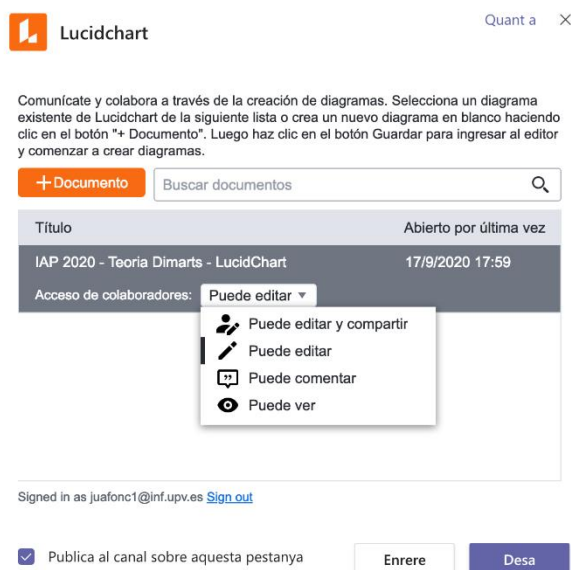 Lucidchart
Quant a
Comunícate y colabora a través de la creación de diagramas. Selecciona un diagrama
existente de Lucidchart de la siguiente lista o crea un nuevo diagrama en blanco haciendo
clic en el botón "+ Documento". Luego haz clic en el botón Guardar para ingresar al editor
y comenzar a crear diagramas.
+Documento
Buscar documentos
Título Abierto por última vez
IAP 2020 - Teoria Dimarts - LucidChart 17/9/2020 17:59
Acceso de colaboradores: Puede editar
Puede editar y compartir
Puede editar
Puede comentar
Puede ver
Signed in as juafonc1@inf.upv.es Sign out
Publica al canal sobre aquesta pestanya
Enrere
Desa